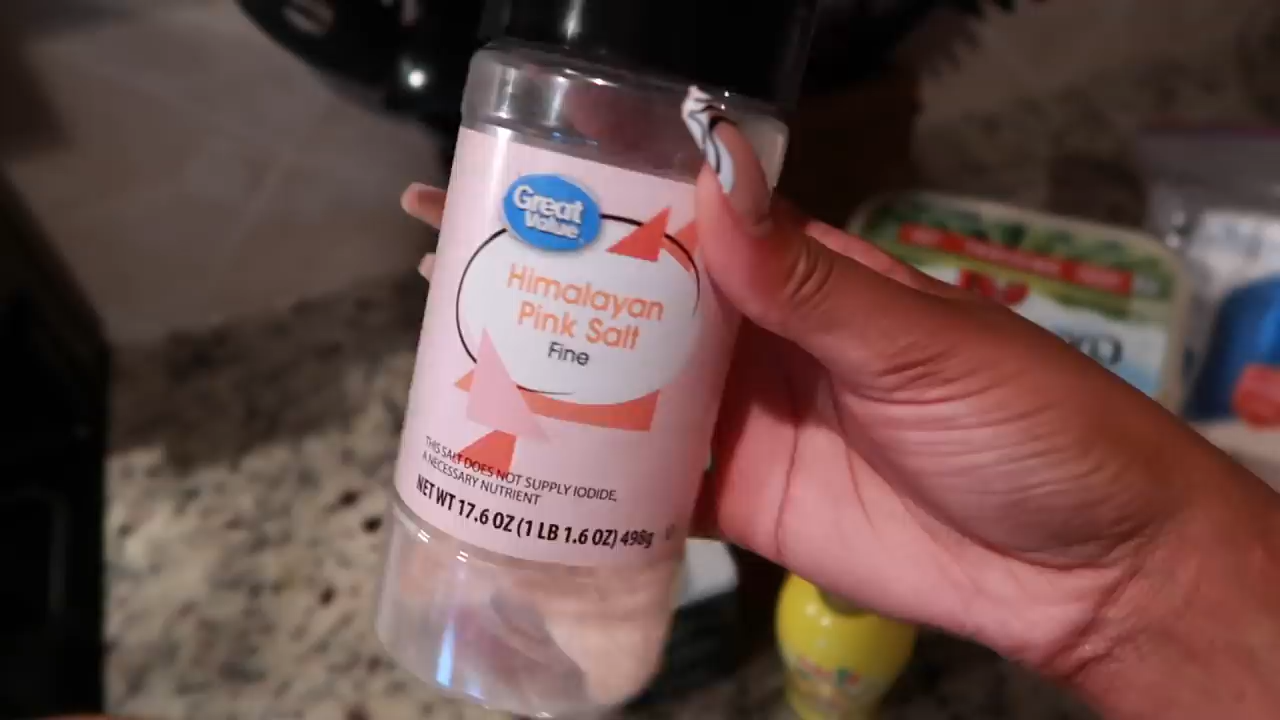 Great
Value
Himalayan
Pink Salt
Fine
THIS SALT DOES NOT SUPPLY IODIDE,
A NECESSARY NUTRIENT
NET WT 17.6 OZ (1 LB 1.6 OZ) 498g